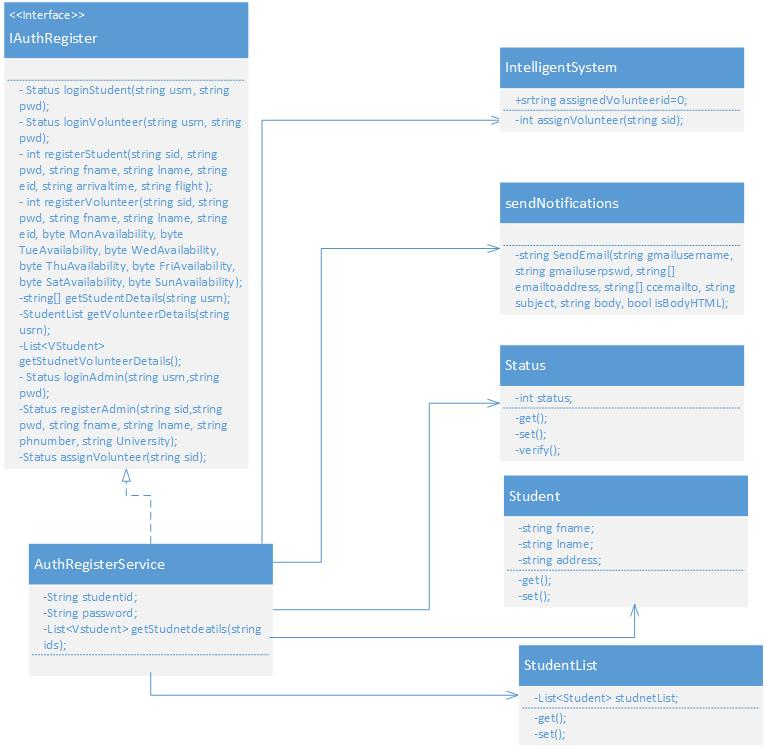 <<Interface>>
IAuthRegister
- Status loginStudent(string usrn, string
pwd);
- Status loginVolunteer(string usrn, string
pwd);
- int registerStudent(string sid, string
pwd, string fname, string lname, string
eid, string arrivaltime, string flight );
- int registerVolunteer(string sid, string
pwd, string fname, string lname, string
eid, byte MonAvailability, byte
TueAvailability, byte WedAvailability,
byte ThuAvailability, byte FriAvailability,
byte SatAvailability, byte SunAvailability);
-string[] getStudentDetails(string usrn);
-StudentList getVolunteerDetails(string
usrn);
-List<VStudent>
getStudnetVolunteerDetails();
- Status loginAdmin(string usrn,string
pwd);
-Status registerAdmin(string sid,string
pwd, string fname, string lname, string
phnumber, string University);
-Status assignVolunteer(string sid);
AuthRegisterService
-String studentid;
-String password;
-List<Vstudent> getStudnetdeatils(string
ids);
IntelligentSystem
+srtring assignedVolunteerid=0;
-int assignVolunteer(string sid);
sendNotifications
-string SendEmail(string gmailusername,
string gmailuserpswd, string[]
emailtoaddress, string[] ccemailto, string
subject, string body, bool isBodyHTML);
Status
-int status;
-get();
-set();
-verify();
Student
-string fname;
-string lname;
-string address;
-get();
-set();
StudentList
-List<Student> studnetList;
-get();
-set();